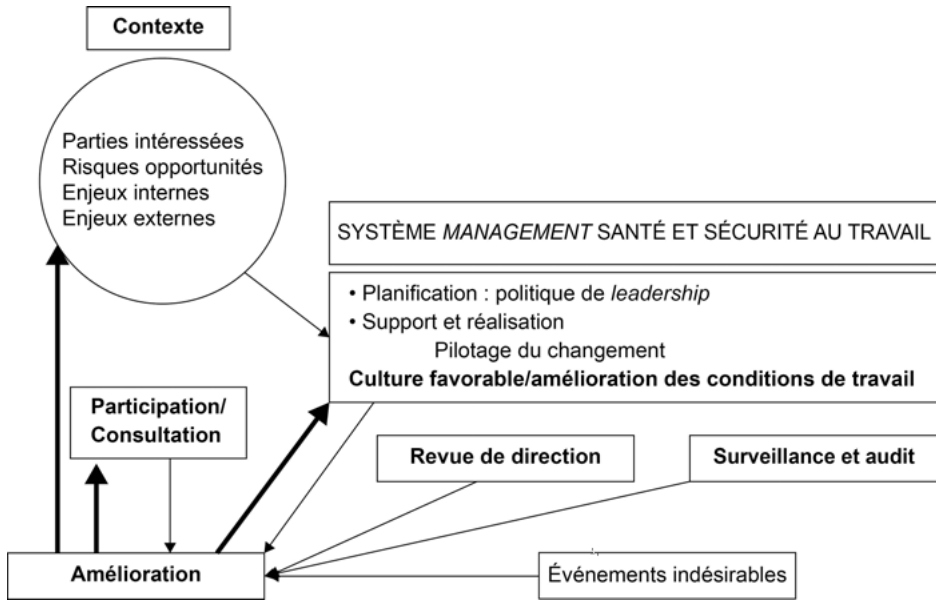 Contexte
Parties intéressées
Risques opportunités
Enjeux internes
Enjeux externes
SYSTÈME MANAGEMENT SANTÉ ET SÉCURITÉ AU TRAVAIL
• Planification : politique de leadership
• Support et réalisation
Pilotage du changement
Culture favorable/amélioration des conditions de travail
Participation/
Consultation
Revue de direction
Surveillance et audit
Amélioration
Événements indésirables